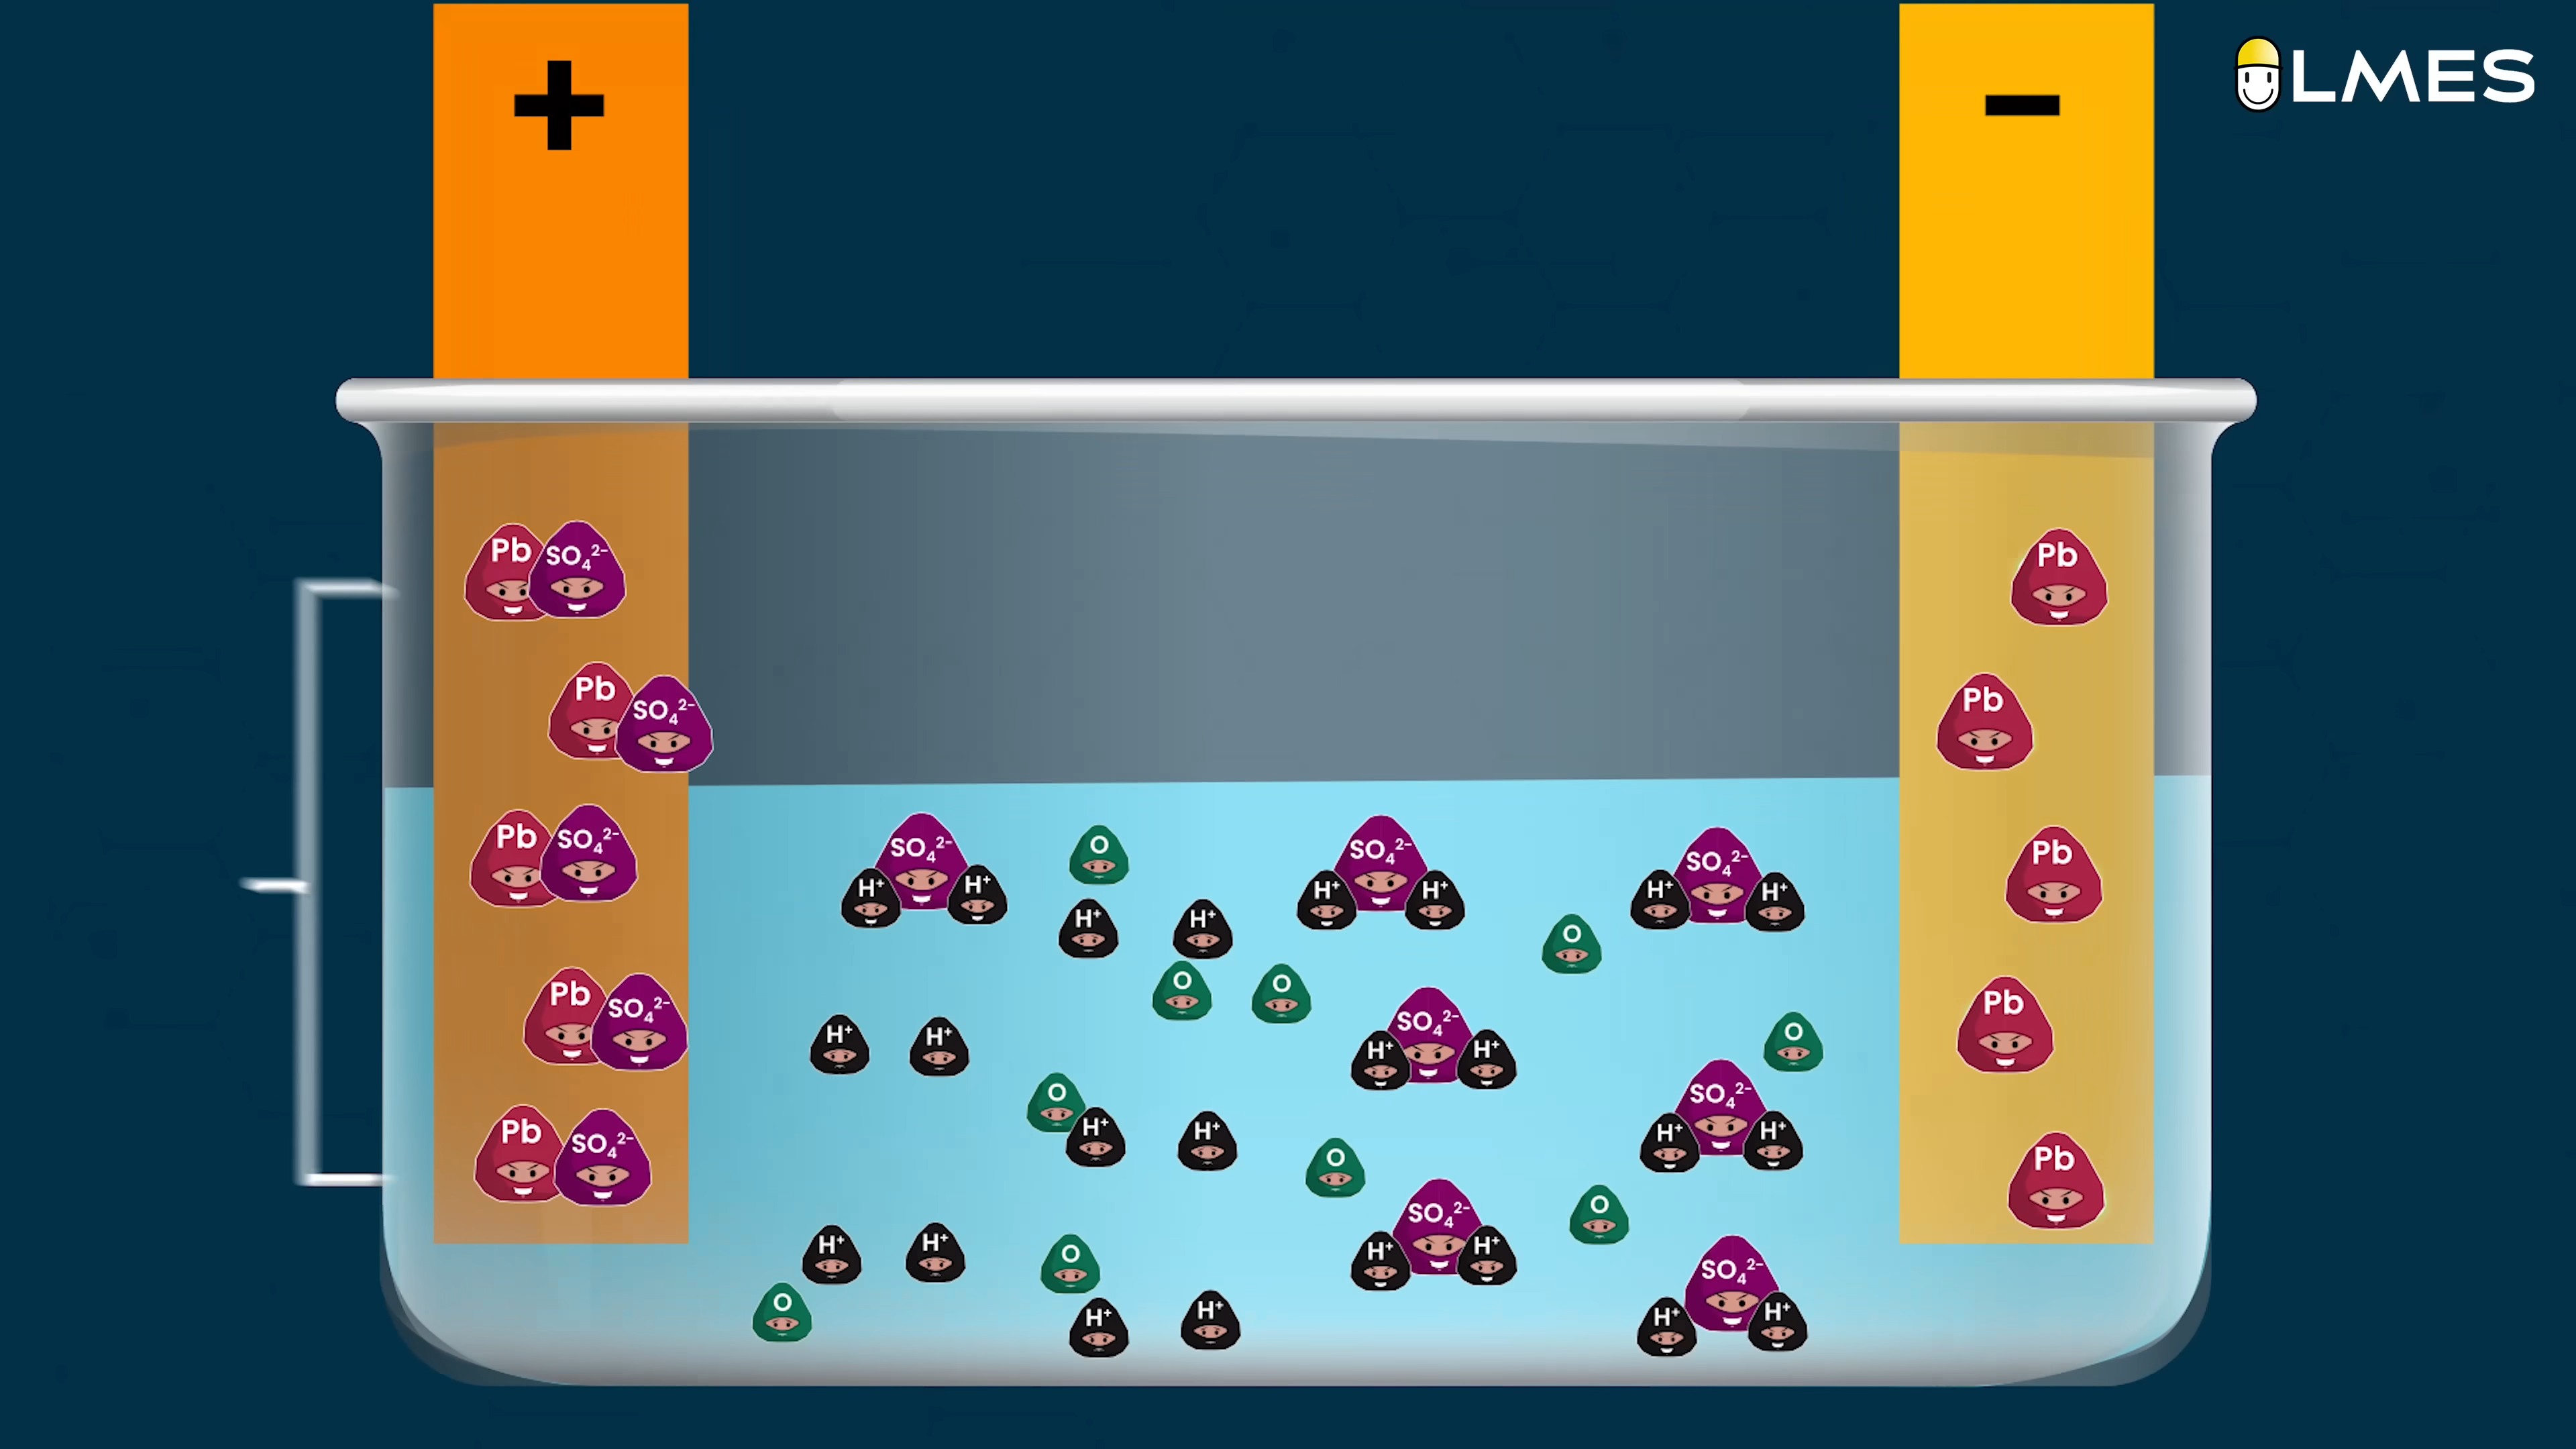 +
-
LMES
Pb SO₄²⁻
Pb
Pb SO₄²⁻
Pb
Pb SO₄²⁻
Pb
Pb SO₄²⁻
Pb
Pb SO₄²⁻
Pb
SO₄²⁻
H⁺ H⁺
O
H⁺ H⁺
SO₄²⁻
H⁺ H⁺
SO₄²⁻
H⁺ H⁺
O O
O
H⁺ H⁺
SO₄²⁻
H⁺ H⁺
O
O
H⁺ H⁺
SO₄²⁻
H⁺ H⁺
O
O
H⁺ H⁺
SO₄²⁻
H⁺ H⁺
O
O
H⁺ H⁺
SO₄²⁻
H⁺ H⁺